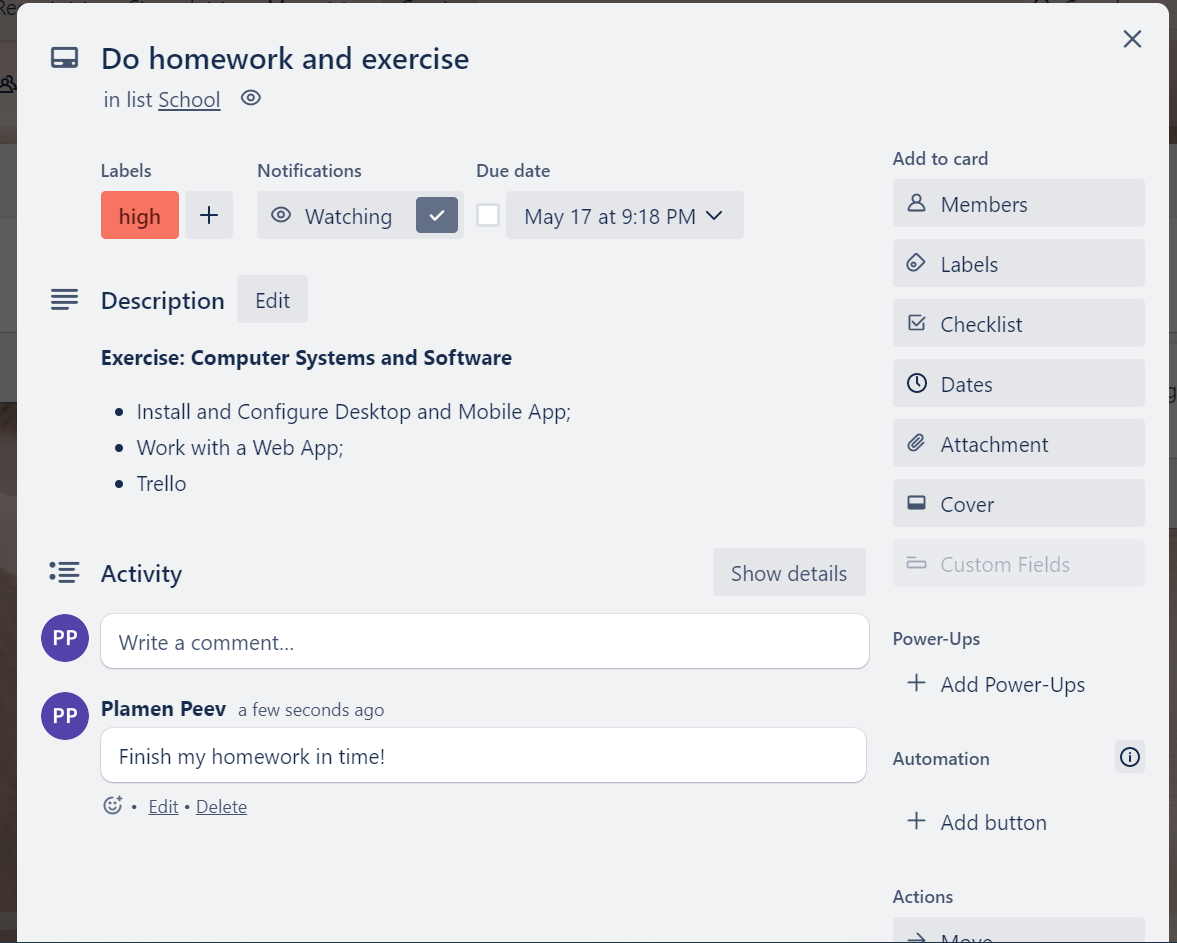 Do homework and exercise
in list School
Labels
Notifications
Due date
high
Watching
May 17 at 9:18 PM
Description
Edit
Exercise: Computer Systems and Software
Install and Configure Desktop and Mobile App;
Work with a Web App;
Trello
Activity
Show details
PP
Write a comment...
PP
Plamen Peev a few seconds ago
Finish my homework in time!
• Edit • Delete
Add to card
Members
Labels
Checklist
Dates
Attachment
Cover
Custom Fields
Power-Ups
Add Power-Ups
Automation
Add button
Actions
Move